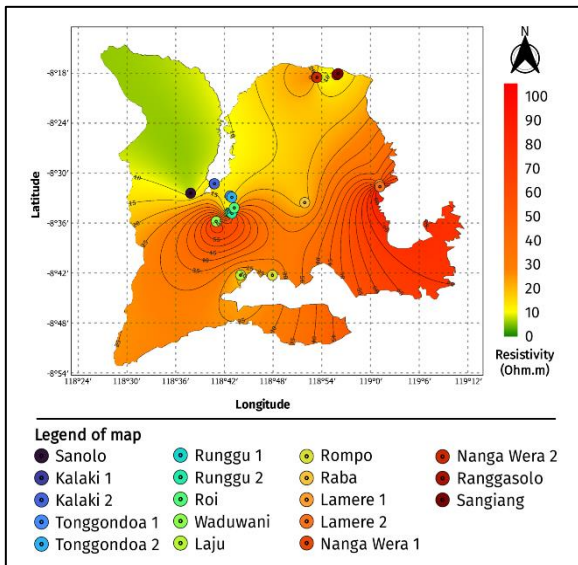 N
-8°18'
-8°24'
-8°30'
-8°36'
-8°42'
-8°48'
-8°54'
Latitude
118°24' 118°30' 118°36' 118°42' 118°48' 118°54' 119°0' 119°6' 119°12'
Longitude
100
90
80
70
60
50
40
30
20
10
0
Resistivity
(Ohm.m)
Legend of map
Sanolo
Kalaki 1
Kalaki 2
Tonggondoa 1
Tonggondoa 2
Runggu 1
Runggu 2
Roi
Waduwani
Laju
Rompo
Raba
Lamere 1
Lamere 2
Nanga Wera 1
Nanga Wera 2
Ranggasolo
Sangiang